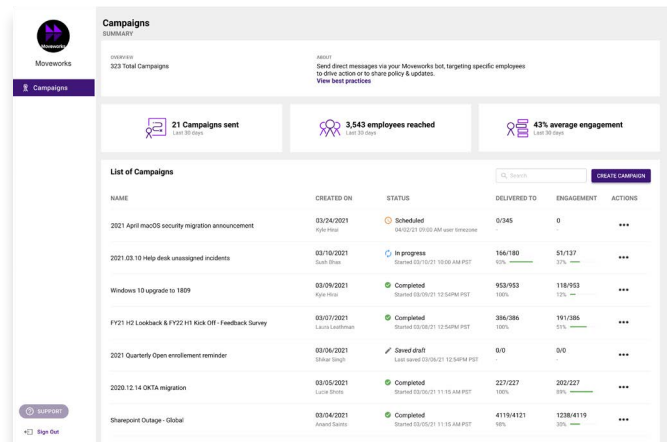 Moveworks
Moveworks
Campaigns
SUPPORT
Sign Out
Campaigns
SUMMARY
OVERVIEW
323 Total Campaigns
ABOUT
Send direct messages via your Moveworks bot, targeting specific employees
to drive action or to share policy & updates.
View best practices
21 Campaigns sent
Last 30 days
3,543 employees reached
Last 30 days
43% average engagement
Last 30 days
List of Campaigns
Search
CREATE CAMPAIGN
NAME CREATED ON STATUS DELIVERED TO ENGAGEMENT ACTIONS
2021 April macOS security migration announcement 03/24/2021 Scheduled 0/345 0
Kyle Hirai 04/02/21 09:00 AM user timezone - -
2021.03.10 Help desk unassigned incidents 03/10/2021 In progress 166/180 51/137
Sush Bhas Started 03/10/21 10:00 AM PST 93% 37%
Windows 10 upgrade to 1809 03/09/2021 Completed 953/953 118/953
Kyle Hirai Started 03/09/21 12:54PM PST 100% 12%
FY21 H2 Lookback & FY22 H1 Kick Off - Feedback Survey 03/07/2021 Completed 386/386 191/386
Laura Leathman Started 03/08/21 12:54PM PST 100% 51%
2021 Quarterly Open enrollement reminder 03/06/2021 Saved draft 0/0 0/0
Shikar Singh Last saved 03/06/21 12:54PM PST - -
2020.12.14 OKTA migration 03/05/2021 Completed 227/227 202/227
Lucie Shots Started 03/06/21 11:15 AM PST 100% 89%
Sharepoint Outage - Global 03/04/2021 Completed 4119/4121 1238/4119
Anand Saints Started 03/05/21 11:15 AM PST 98% 30%